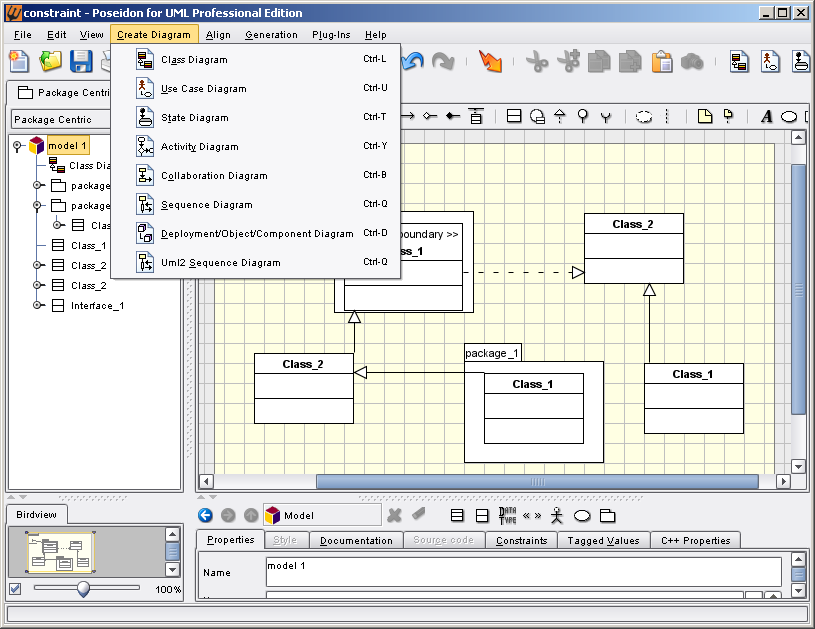 constraint - Poseidon for UML Professional Edition
File Edit View Create Diagram Align Generation Plug-Ins Help
Class Diagram Ctrl-L
Use Case Diagram Ctrl-U
State Diagram Ctrl-T
Activity Diagram Ctrl-Y
Collaboration Diagram Ctrl-B
Sequence Diagram Ctrl-Q
Deployment/Object/Component Diagram Ctrl-D
Uml2 Sequence Diagram Ctrl-Q
Package Centri
Package Centric
model 1
Class Dia
package
package
Clas
Class_1
Class_2
Class_2
Interface_1
A
oundary >>
ss_1
Class_2
Class_2
package_1
Class_1
Class_1
Birdview
100%
Model
DATA TYPE « »
Properties Style Documentation Source code Constraints Tagged Values C++ Properties
Name model 1